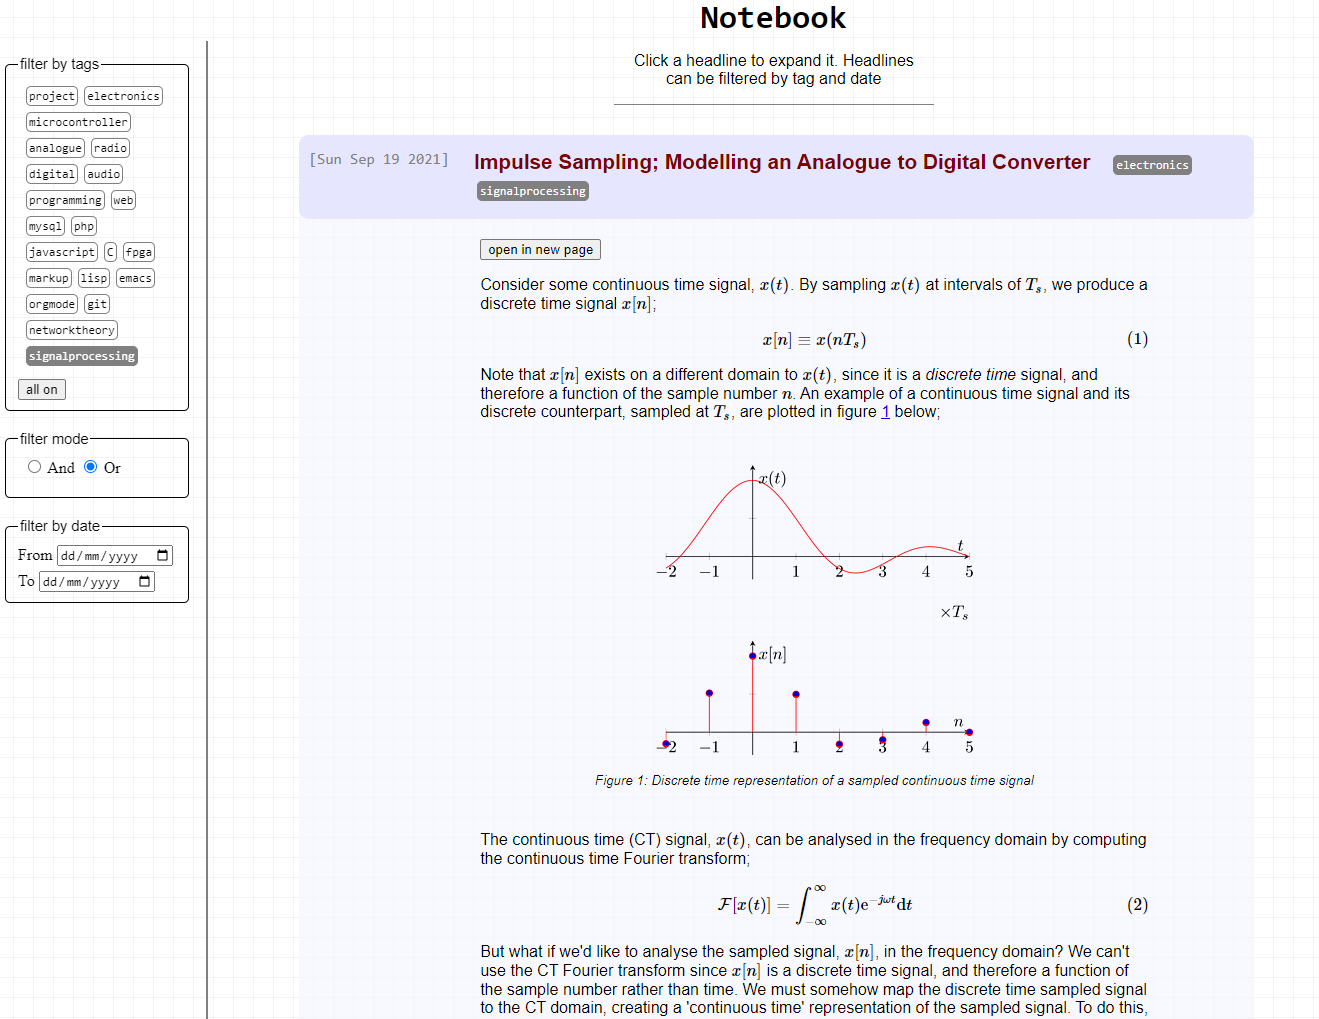 Notebook
Click a headline to expand it. Headlines
can be filtered by tag and date
filter by tags
project electronics
microcontroller
analogue radio
digital audio
programming web
mysql php
javascript C fpga
markup lisp emacs
orgmode git
networktheory
signalprocessing
all on
filter mode
And Or
filter by date
From dd/mm/yyyy
To dd/mm/yyyy
[Sun Sep 19 2021] Impulse Sampling; Modelling an Analogue to Digital Converter electronics
signalprocessing
open in new page
Consider some continuous time signal, x(t). By sampling x(t) at intervals of Tₛ, we produce a
discrete time signal x[n];
x[n] ≡ x(nTₛ) (1)
Note that x[n] exists on a different domain to x(t), since it is a discrete time signal, and
therefore a function of the sample number n. An example of a continuous time signal and its
discrete counterpart, sampled at Tₛ, are plotted in figure 1 below;
x(t)
t
−2 −1 1 2 3 4 5
×Tₛ
x[n]
n
−2 −1 1 2 3 4 5
Figure 1: Discrete time representation of a sampled continuous time signal
The continuous time (CT) signal, x(t), can be analysed in the frequency domain by computing
the continuous time Fourier transform;
ℱ[x(t)] = ∫_{−∞}^{∞} x(t)e^{−jωt}dt (2)
But what if we'd like to analyse the sampled signal, x[n], in the frequency domain? We can't
use the CT Fourier transform since x[n] is a discrete time signal, and therefore a function of
the sample number rather than time. We must somehow map the discrete time sampled signal
to the CT domain, creating a 'continuous time' representation of the sampled signal. To do this,